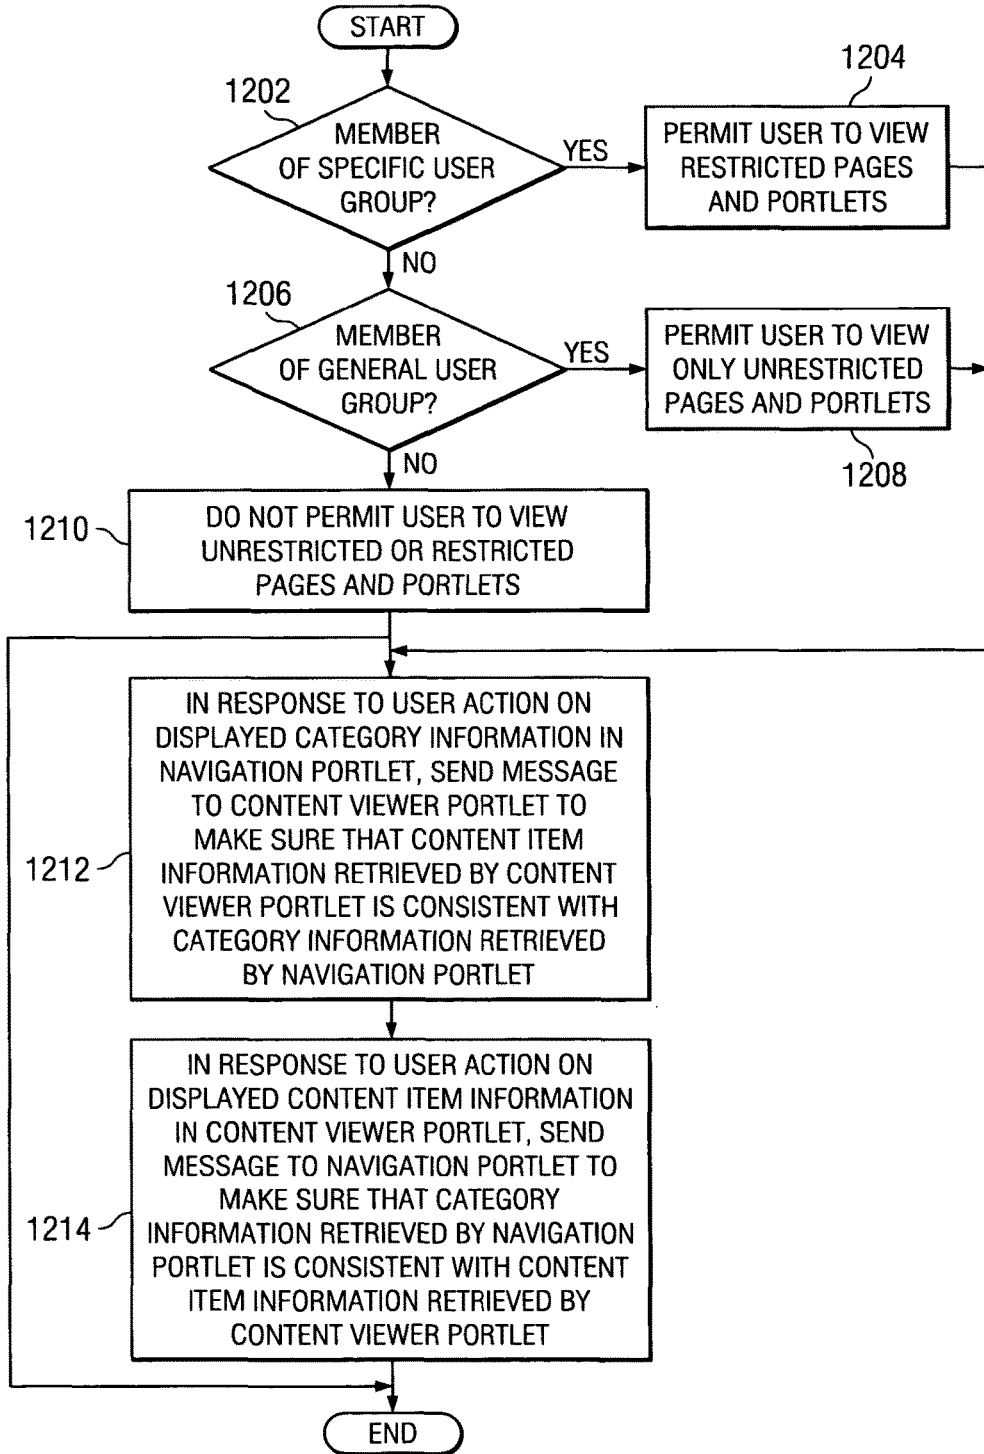 START
1202
MEMBER
OF SPECIFIC USER
GROUP?
YES
1204
PERMIT USER TO VIEW
RESTRICTED PAGES
AND PORTLETS
NO
1206
MEMBER
OF GENERAL USER
GROUP?
YES
PERMIT USER TO VIEW
ONLY UNRESTRICTED
PAGES AND PORTLETS
1208
NO
1210
DO NOT PERMIT USER TO VIEW
UNRESTRICTED OR RESTRICTED
PAGES AND PORTLETS
1212
IN RESPONSE TO USER ACTION ON
DISPLAYED CATEGORY INFORMATION IN
NAVIGATION PORTLET, SEND MESSAGE
TO CONTENT VIEWER PORTLET TO
MAKE SURE THAT CONTENT ITEM
INFORMATION RETRIEVED BY CONTENT
VIEWER PORTLET IS CONSISTENT WITH
CATEGORY INFORMATION RETRIEVED
BY NAVIGATION PORTLET
1214
IN RESPONSE TO USER ACTION ON
DISPLAYED CONTENT ITEM INFORMATION
IN CONTENT VIEWER PORTLET, SEND
MESSAGE TO NAVIGATION PORTLET TO
MAKE SURE THAT CATEGORY
INFORMATION RETRIEVED BY NAVIGATION
PORTLET IS CONSISTENT WITH CONTENT
ITEM INFORMATION RETRIEVED BY
CONTENT VIEWER PORTLET
END